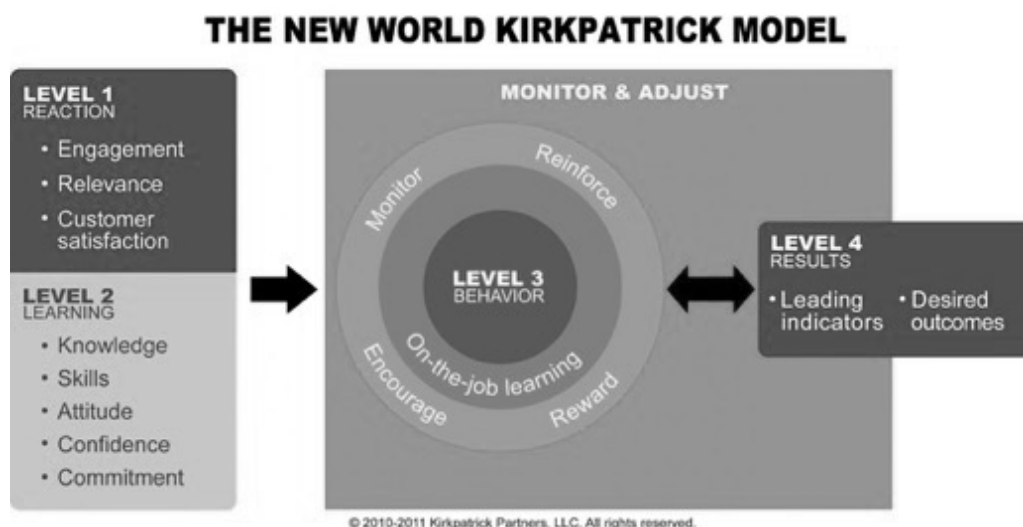 THE NEW WORLD KIRKPATRICK MODEL
LEVEL 1
REACTION
• Engagement
• Relevance
• Customer
satisfaction
LEVEL 2
LEARNING
• Knowledge
• Skills
• Attitude
• Confidence
• Commitment
MONITOR & ADJUST
Monitor
Reinforce
LEVEL 3
BEHAVIOR
On-the-job learning
Encourage
Reward
LEVEL 4
RESULTS
• Leading
indicators
• Desired
outcomes
© 2010-2011 Kirkpatrick Partners, LLC. All rights reserved.